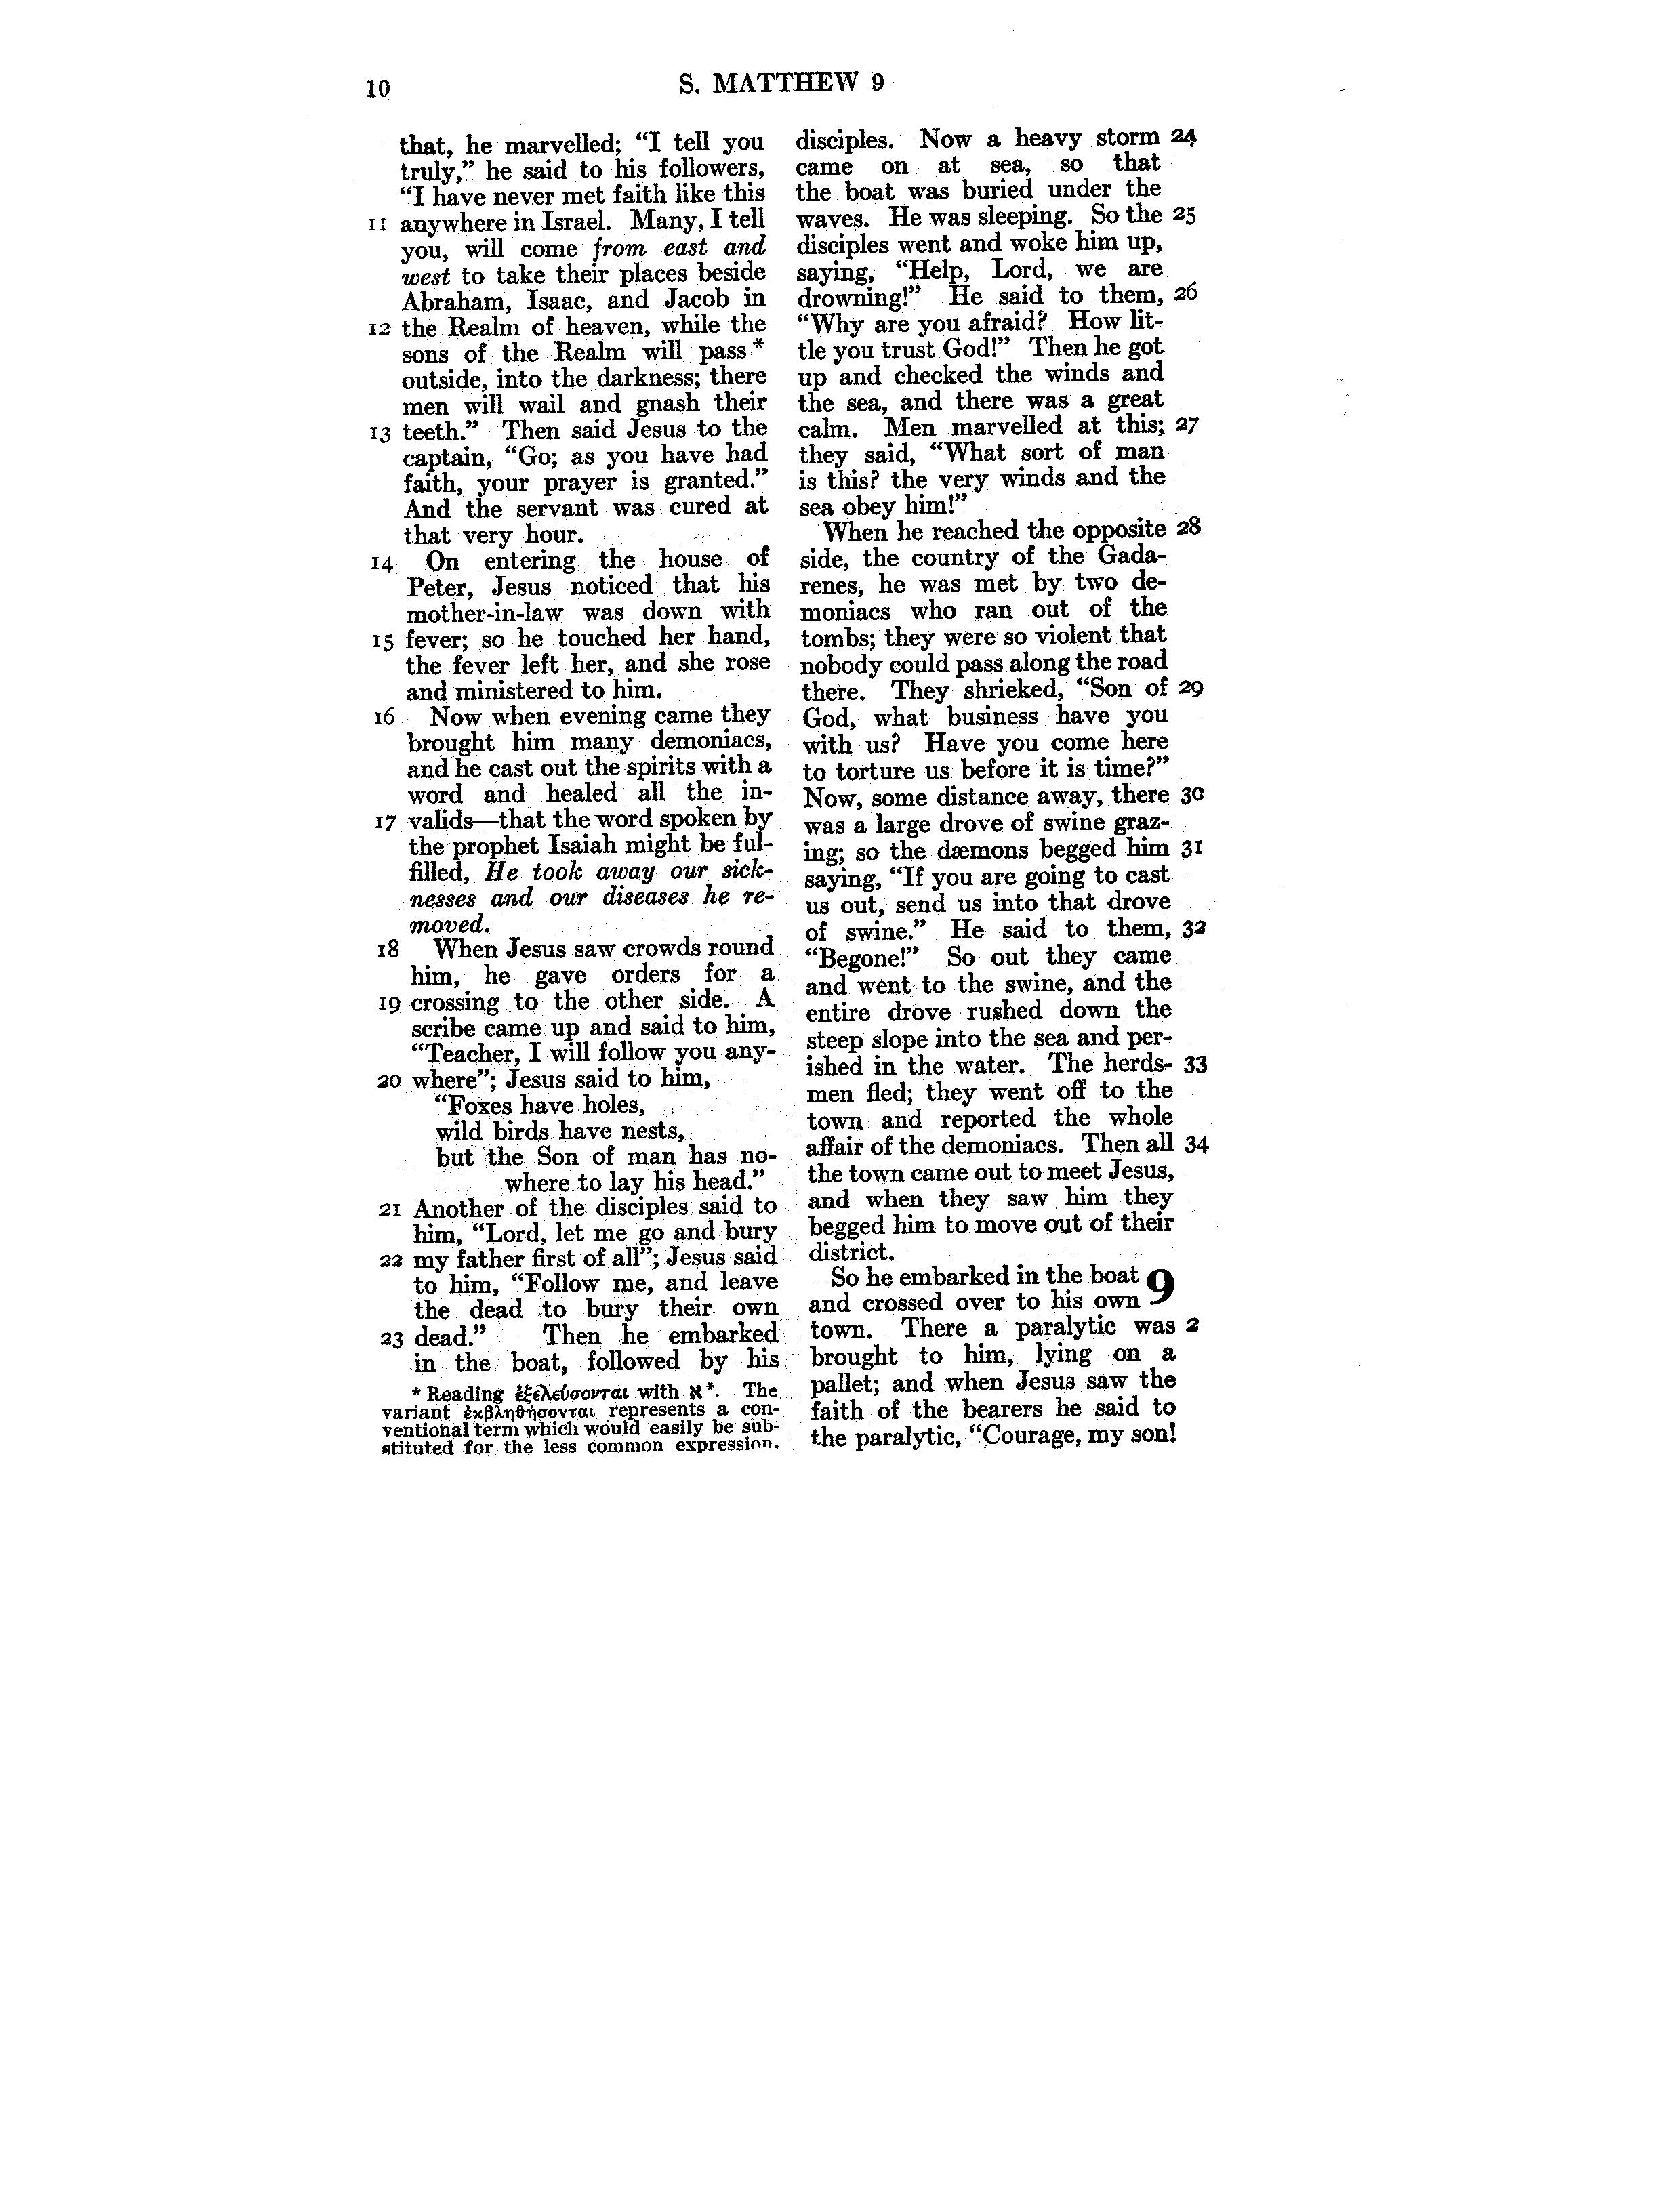 10
S. MATTHEW 9
that, he marvelled; “I tell you
truly,” he said to his followers,
“I have never met faith like this
11 anywhere in Israel. Many, I tell
you, will come from east and
west to take their places beside
Abraham, Isaac, and Jacob in
12 the Realm of heaven, while the
sons of the Realm will pass*
outside, into the darkness; there
men will wail and gnash their
13 teeth.” Then said Jesus to the
captain, “Go; as you have had
faith, your prayer is granted.”
And the servant was cured at
that very hour.
14 On entering the house of
Peter, Jesus noticed that his
mother-in-law was down with
15 fever; so he touched her hand,
the fever left her, and she rose
and ministered to him.
16 Now when evening came they
brought him many demoniacs,
and he cast out the spirits with a
word and healed all the in-
17 valids—that the word spoken by
the prophet Isaiah might be ful-
filled, He took away our sick-
nesses and our diseases he re-
moved.
18 When Jesus saw crowds round
him, he gave orders for a
19 crossing to the other side. A
scribe came up and said to him,
“Teacher, I will follow you any-
20 where”; Jesus said to him,
“Foxes have holes,
wild birds have nests,
but the Son of man has no-
where to lay his head.”
21 Another of the disciples said to
him, “Lord, let me go and bury
22 my father first of all”; Jesus said
to him, “Follow me, and leave
the dead to bury their own
23 dead.” Then he embarked
in the boat, followed by his
* Reading ἐξελεύσονται with א*. The
variant ἐκβληθήσονται represents a con-
ventional term which would easily be sub-
stituted for the less common expression.
disciples. Now a heavy storm 24
came on at sea, so that
the boat was buried under the
waves. He was sleeping. So the 25
disciples went and woke him up,
saying, “Help, Lord, we are
drowning!” He said to them, 26
“Why are you afraid? How lit-
tle you trust God!” Then he got
up and checked the winds and
the sea, and there was a great
calm. Men marvelled at this; 27
they said, “What sort of man
is this? the very winds and the
sea obey him!”
When he reached the opposite 28
side, the country of the Gada-
renes, he was met by two de-
moniacs who ran out of the
tombs; they were so violent that
nobody could pass along the road
there. They shrieked, “Son of 29
God, what business have you
with us? Have you come here
to torture us before it is time?”
Now, some distance away, there 30
was a large drove of swine graz-
ing; so the dæmons begged him 31
saying, “If you are going to cast
us out, send us into that drove
of swine.” He said to them, 32
“Begone!” So out they came
and went to the swine, and the
entire drove rushed down the
steep slope into the sea and per-
ished in the water. The herds- 33
men fled; they went off to the
town and reported the whole
affair of the demoniacs. Then all 34
the town came out to meet Jesus,
and when they saw him they
begged him to move out of their
district.
So he embarked in the boat 9
and crossed over to his own
town. There a paralytic was 2
brought to him, lying on a
pallet; and when Jesus saw the
faith of the bearers he said to
the paralytic, “Courage, my son!